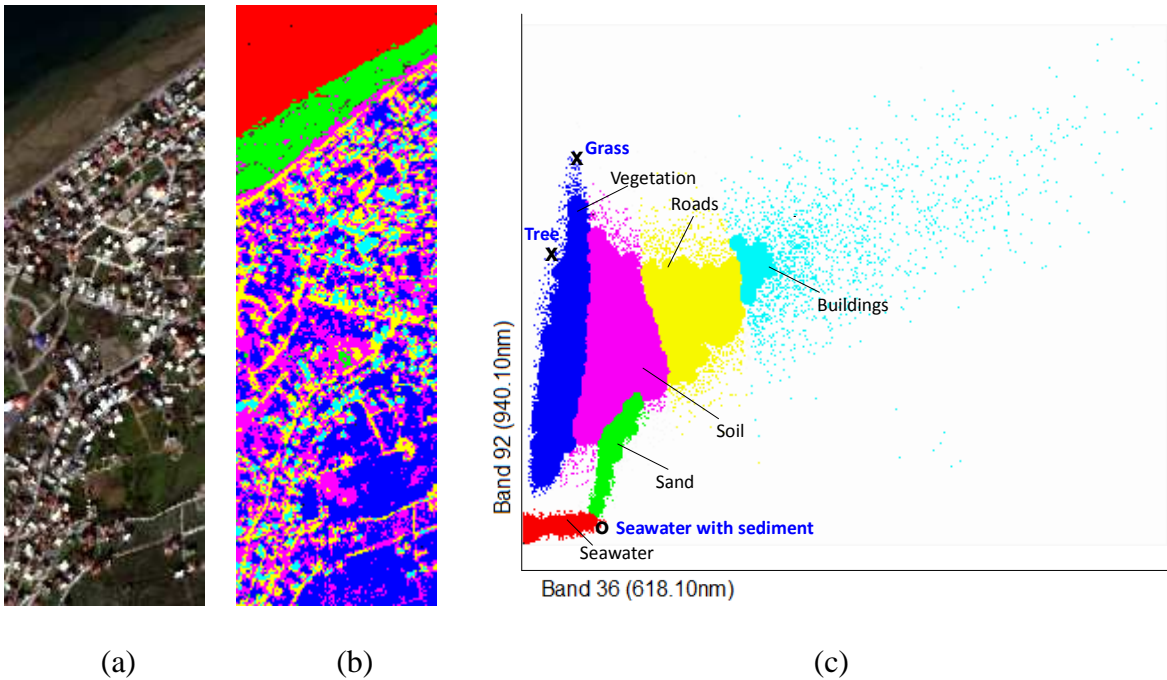 Grass
Vegetation
Roads
Tree
Buildings
Soil
Sand
Seawater with sediment
Seawater
Band 92 (940.10nm)
Band 36 (618.10nm)
(a)
(b)
(c)